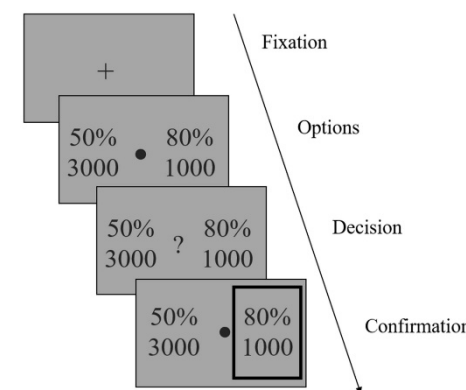 Fixation
+
Options
50% 80%
3000 1000
Decision
50% 80%
3000 ? 1000
Confirmation
50% 80%
3000 1000